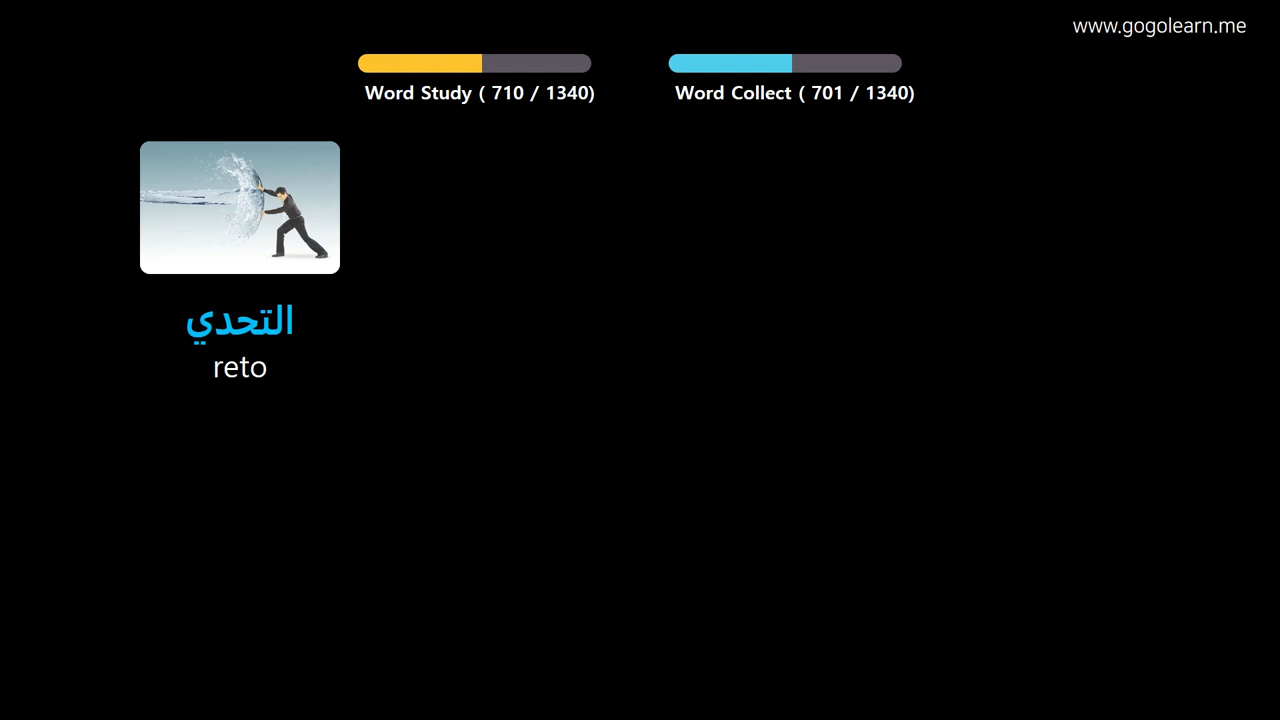 www.gogolearn.me
Word Study ( 710 / 1340)
Word Collect ( 701 / 1340)
التحدي
reto